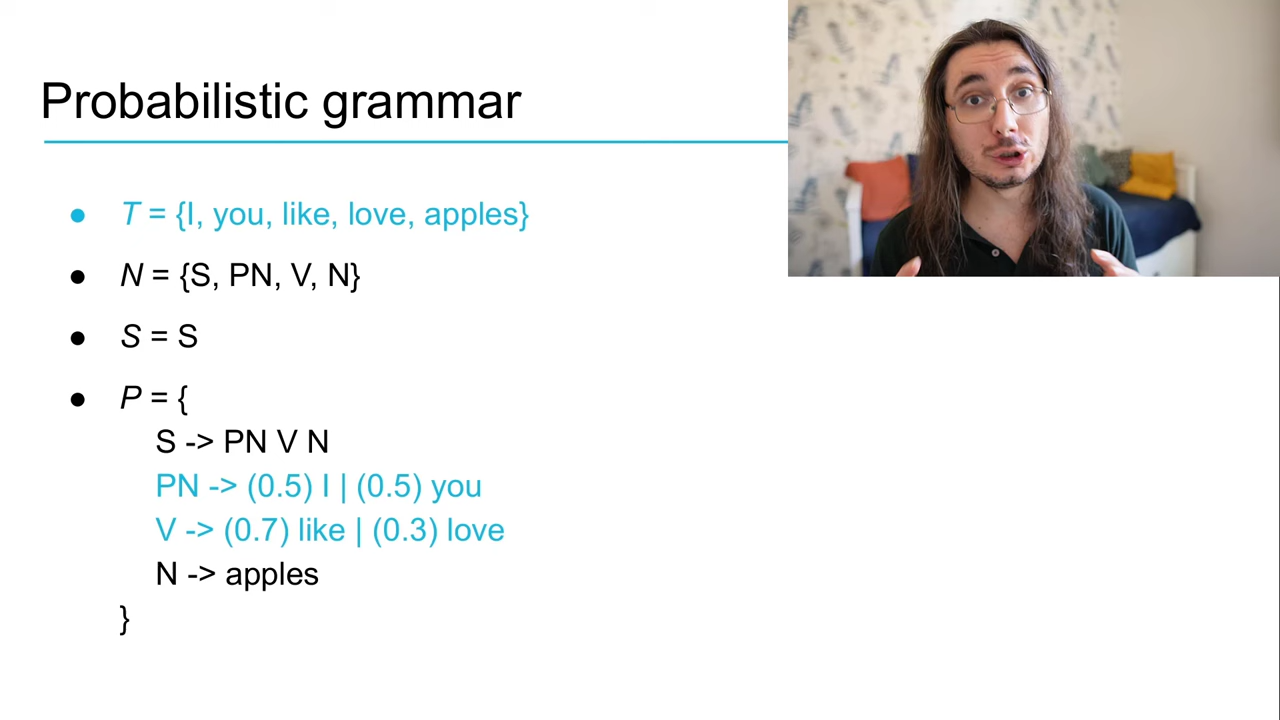 Probabilistic grammar
● T = {I, you, like, love, apples}
● N = {S, PN, V, N}
● S = S
● P = {
S -> PN V N
PN -> (0.5) I | (0.5) you
V -> (0.7) like | (0.3) love
N -> apples
}